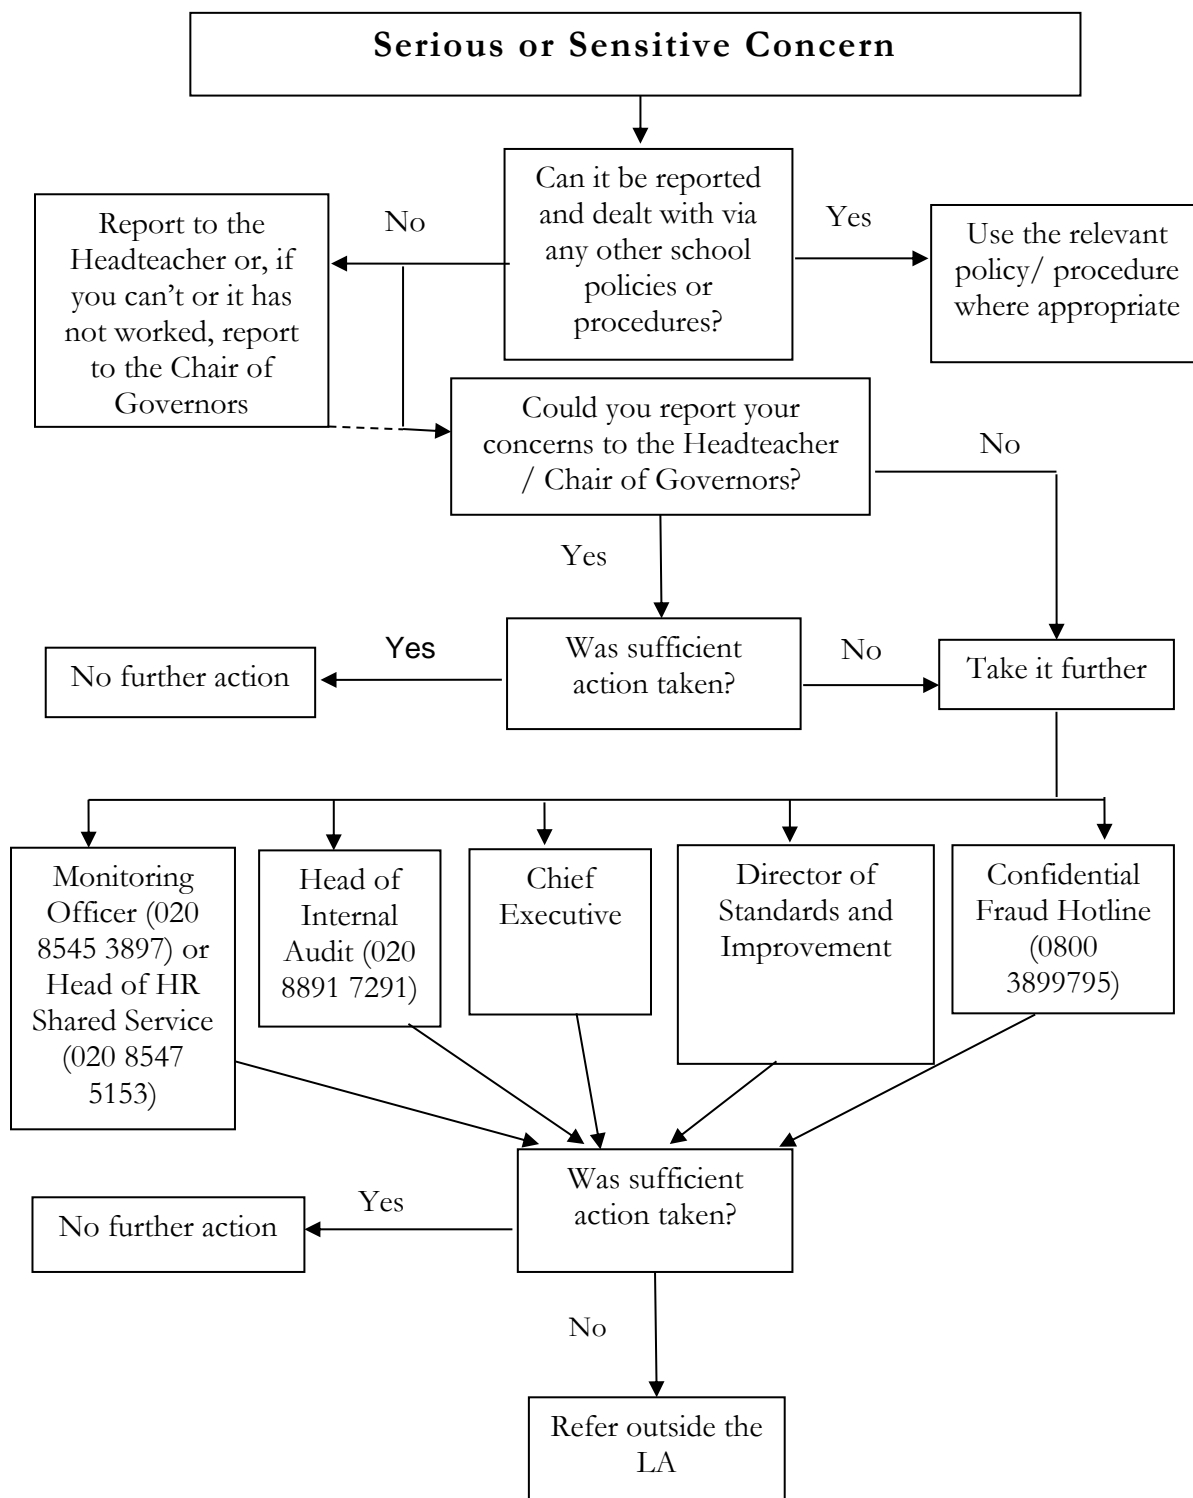 Serious or Sensitive Concern
Can it be reported
and dealt with via
any other school
policies or
procedures?
No
Yes
Report to the
Headteacher or, if
you can’t or it has
not worked, report
to the Chair of
Governors
Use the relevant
policy/ procedure
where appropriate
Could you report your
concerns to the Headteacher
/ Chair of Governors?
No
Yes
Was sufficient
action taken?
Yes
No
No further action
Take it further
Monitoring
Officer (020
8545 3897) or
Head of HR
Shared Service
(020 8547
5153)
Head of
Internal
Audit (020
8891 7291)
Chief
Executive
Director of
Standards and
Improvement
Confidential
Fraud Hotline
(0800
3899795)
Was sufficient
action taken?
Yes
No further action
No
Refer outside the
LA